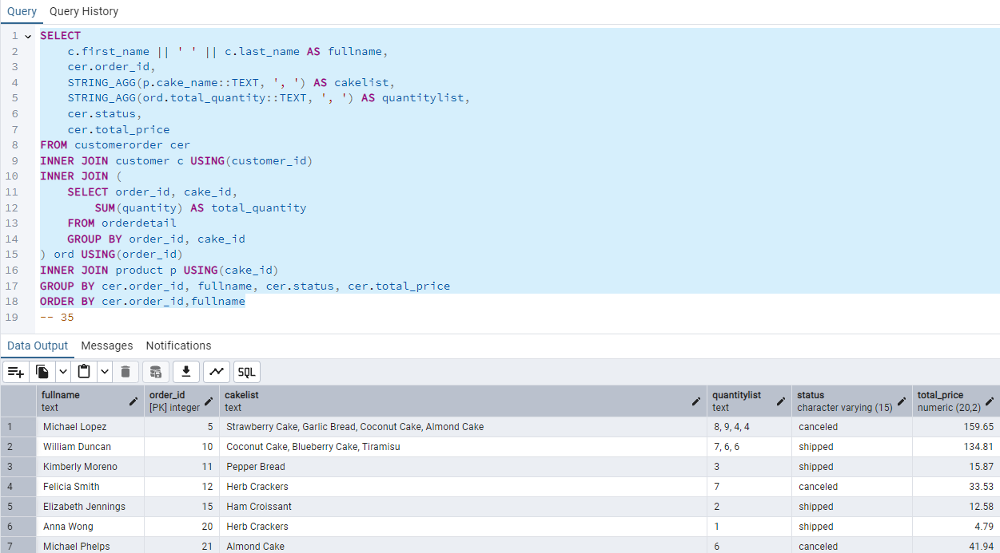 Query Query History
1 SELECT
2 c.first_name || ' ' || c.last_name AS fullname,
3 cer.order_id,
4 STRING_AGG(p.cake_name::TEXT, ', ') AS cakelist,
5 STRING_AGG(ord.total_quantity::TEXT, ', ') AS quantitylist,
6 cer.status,
7 cer.total_price
8 FROM customerorder cer
9 INNER JOIN customer c USING(customer_id)
10 INNER JOIN (
11 SELECT order_id, cake_id,
12 SUM(quantity) AS total_quantity
13 FROM orderdetail
14 GROUP BY order_id, cake_id
15 ) ord USING(order_id)
16 INNER JOIN product p USING(cake_id)
17 GROUP BY cer.order_id, fullname, cer.status, cer.total_price
18 ORDER BY cer.order_id,fullname
19 -- 35
Data Output Messages Notifications
SQL
fullname order_id cakelist quantitylist status total_price
text [PK] integer text text character varying (15) numeric (20,2)
1 Michael Lopez 5 Strawberry Cake, Garlic Bread, Coconut Cake, Almond Cake 8, 9, 4, 4 canceled 159.65
2 William Duncan 10 Coconut Cake, Blueberry Cake, Tiramisu 7, 6, 6 shipped 134.81
3 Kimberly Moreno 11 Pepper Bread 3 shipped 15.87
4 Felicia Smith 12 Herb Crackers 7 canceled 33.53
5 Elizabeth Jennings 15 Ham Croissant 2 shipped 12.58
6 Anna Wong 20 Herb Crackers 1 shipped 4.79
7 Michael Phelps 21 Almond Cake 6 canceled 41.94